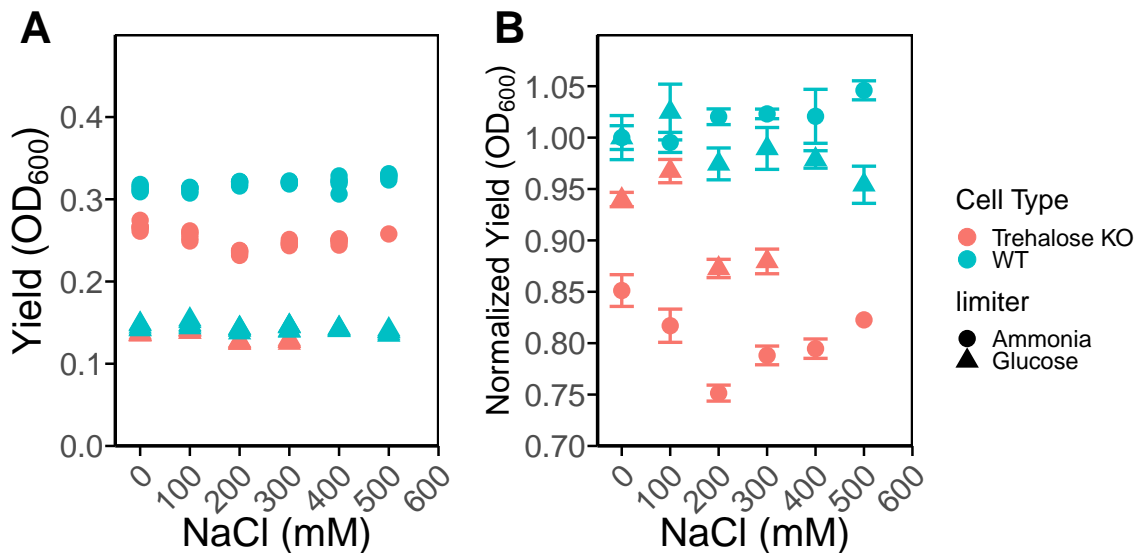 A
Yield (OD600)
0.4
0.3
0.2
0.1
0.0
0 100 200 300 400 500 600
NaCl (mM)
B
Normalized Yield (OD600)
1.05
1.00
0.95
0.90
0.85
0.80
0.75
0.70
0 100 200 300 400 500 600
NaCl (mM)
Cell Type
Trehalose KO
WT
limiter
Ammonia
Glucose